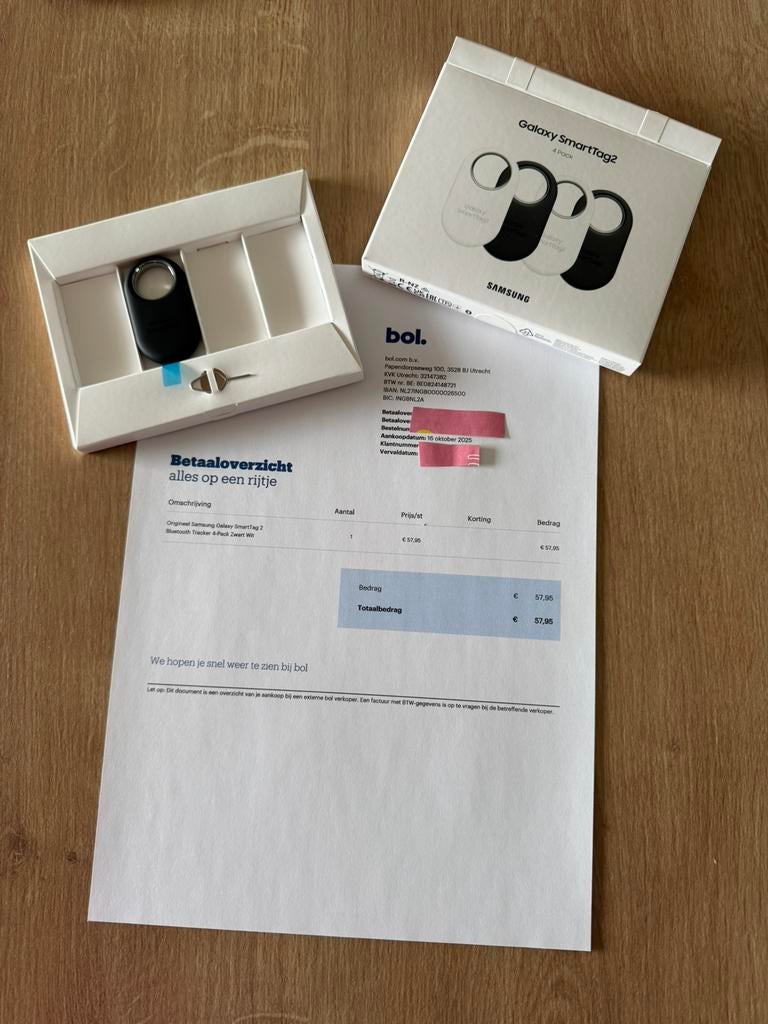 Galaxy SmartTag2
4 Pack
Galaxy
SmartTag2
SAMSUNG
bol.
bol.com b.v.
Papendorpseweg 100, 3528 BJ Utrecht
KVK Utrecht: 32147382
BTW nr. BE: BE0824148721
IBAN: NL27INGB0000026500
BIC: INGBNL2A
Aankoopdatum: 16 oktober 2025
Klantnummer
Vervaldatum:
Betaaloverzicht
alles op een rijtje
Omschrijving Aantal Prijs/st Korting Bedrag
Origineel Samsung Galaxy SmartTag 2
Bluetooth Tracker 4-Pack Zwart Wit 1 € 57,95 € 57,95
Bedrag € 57,95
Totaalbedrag € 57,95
We hopen je snel weer te zien bij bol
Let op: Dit document is een overzicht van je aankoop bij een externe bol verkoper. Een factuur met BTW-gegevens is op te vragen bij de betreffende verkoper.